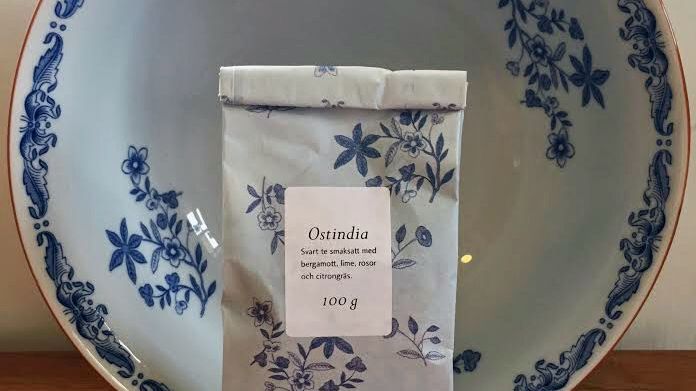 Ostindia
Svart te smaksatt med
bergamott, lime, rosor
och citrongräs.
100 g